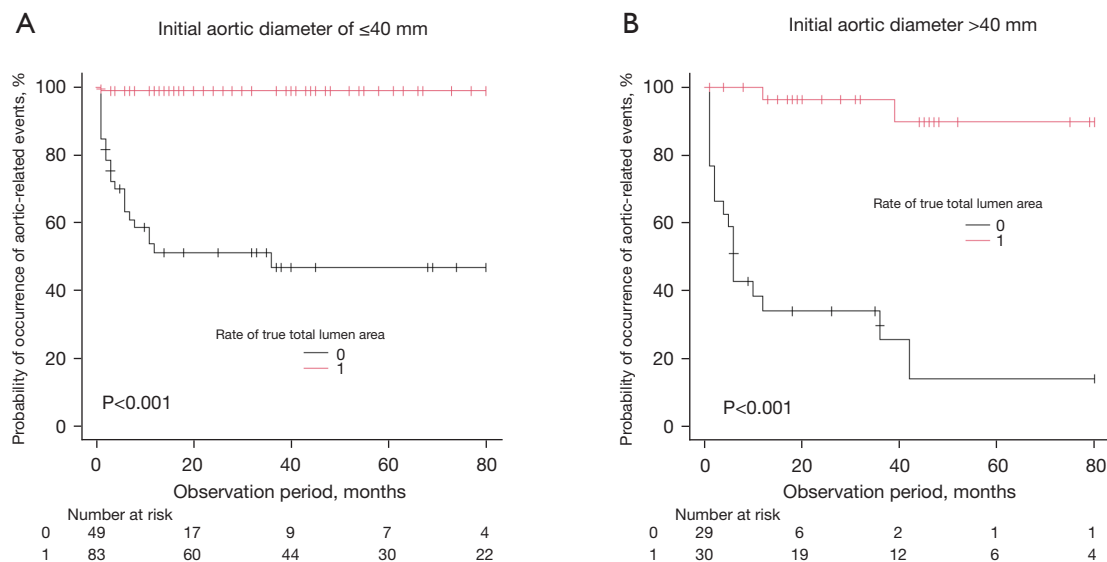 A
Initial aortic diameter of ≤40 mm
Probability of occurrence of aortic-related events, %
100
80
60
40
20
0
Rate of true total lumen area
0
1
P<0.001
0 20 40 60 80
Observation period, months
Number at risk
0 49 17 9 7 4
1 83 60 44 30 22
B
Initial aortic diameter >40 mm
Probability of occurrence of aortic-related events, %
100
80
60
40
20
0
Rate of true total lumen area
0
1
P<0.001
0 20 40 60 80
Observation period, months
Number at risk
0 29 6 2 1 1
1 30 19 12 6 4